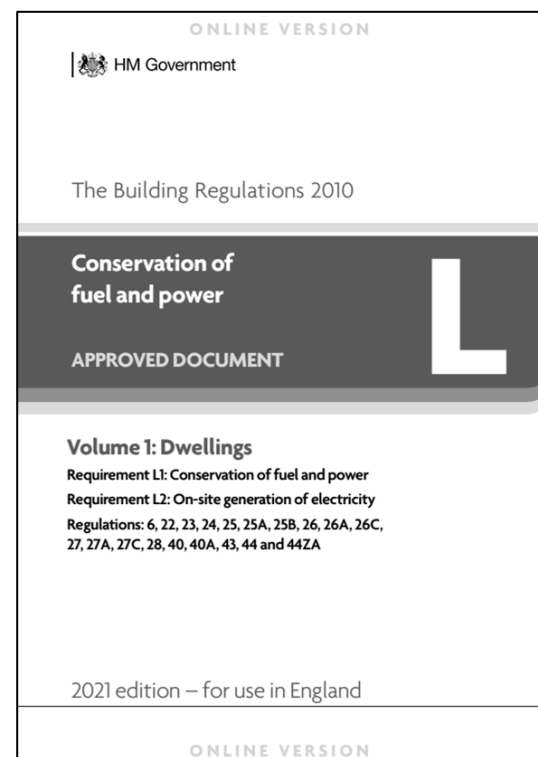 ONLINE VERSION
HM Government
The Building Regulations 2010
Conservation of
fuel and power
L
APPROVED DOCUMENT
Volume 1: Dwellings
Requirement L1: Conservation of fuel and power
Requirement L2: On-site generation of electricity
Regulations: 6, 22, 23, 24, 25, 25A, 25B, 26, 26A, 26C,
27, 27A, 27C, 28, 40, 40A, 43, 44 and 44ZA
2021 edition – for use in England
ONLINE VERSION